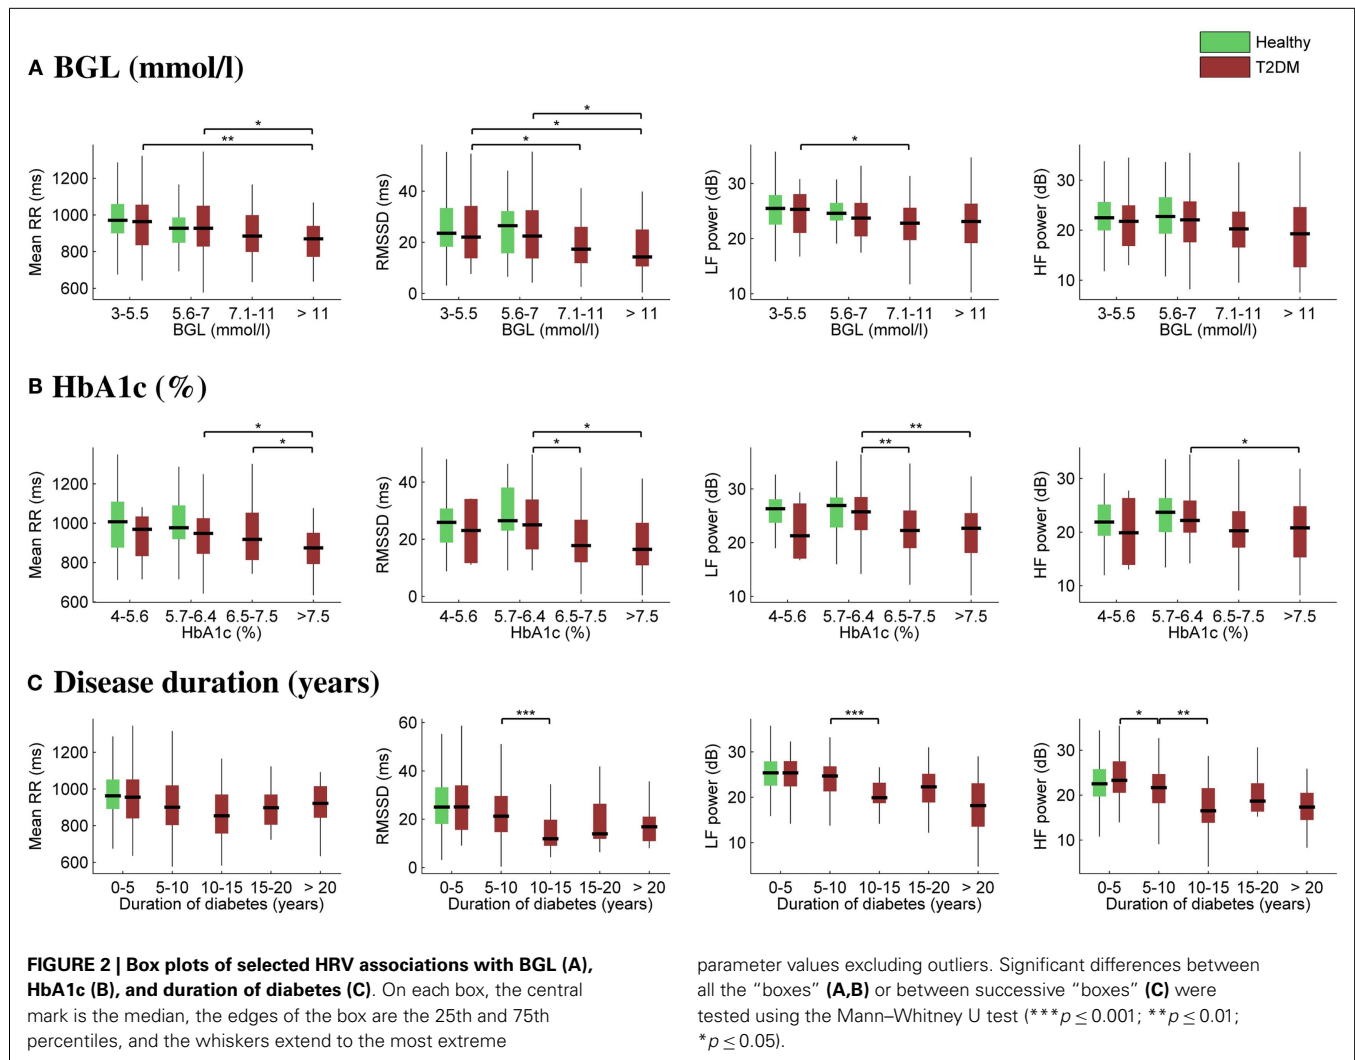 Healthy
T2DM
A BGL (mmol/l)
* ** * * * *
Mean RR (ms)
1200
1000
800
600
3-5.5 5.6-7 7.1-11 > 11
BGL (mmol/l)
RMSSD (ms)
40
20
0
3-5.5 5.6-7 7.1-11 > 11
BGL (mmol/l)
LF power (dB)
30
20
10
3-5.5 5.6-7 7.1-11 > 11
BGL (mmol/l)
HF power (dB)
30
20
10
3-5.5 5.6-7 7.1-11 > 11
BGL (mmol/l)
B HbA1c (%)
* * * * ** ** *
Mean RR (ms)
1200
1000
800
600
4-5.6 5.7-6.4 6.5-7.5 >7.5
HbA1c (%)
RMSSD (ms)
40
20
0
4-5.6 5.7-6.4 6.5-7.5 >7.5
HbA1c (%)
LF power (dB)
30
20
10
4-5.6 5.7-6.4 6.5-7.5 >7.5
HbA1c (%)
HF power (dB)
30
20
10
4-5.6 5.7-6.4 6.5-7.5 >7.5
HbA1c (%)
C Disease duration (years)
*** *** * **
Mean RR (ms)
1200
1000
800
600
0-5 5-10 10-15 15-20 > 20
Duration of diabetes (years)
RMSSD (ms)
60
40
20
0
0-5 5-10 10-15 15-20 > 20
Duration of diabetes (years)
LF power (dB)
30
20
10
0-5 5-10 10-15 15-20 > 20
Duration of diabetes (years)
HF power (dB)
30
20
10
0-5 5-10 10-15 15-20 > 20
Duration of diabetes (years)
FIGURE 2 | Box plots of selected HRV associations with BGL (A),
HbA1c (B), and duration of diabetes (C). On each box, the central
mark is the median, the edges of the box are the 25th and 75th
percentiles, and the whiskers extend to the most extreme
parameter values excluding outliers. Significant differences between
all the “boxes” (A,B) or between successive “boxes” (C) were
tested using the Mann–Whitney U test (***p ≤ 0.001; **p ≤ 0.01;
*p ≤ 0.05).